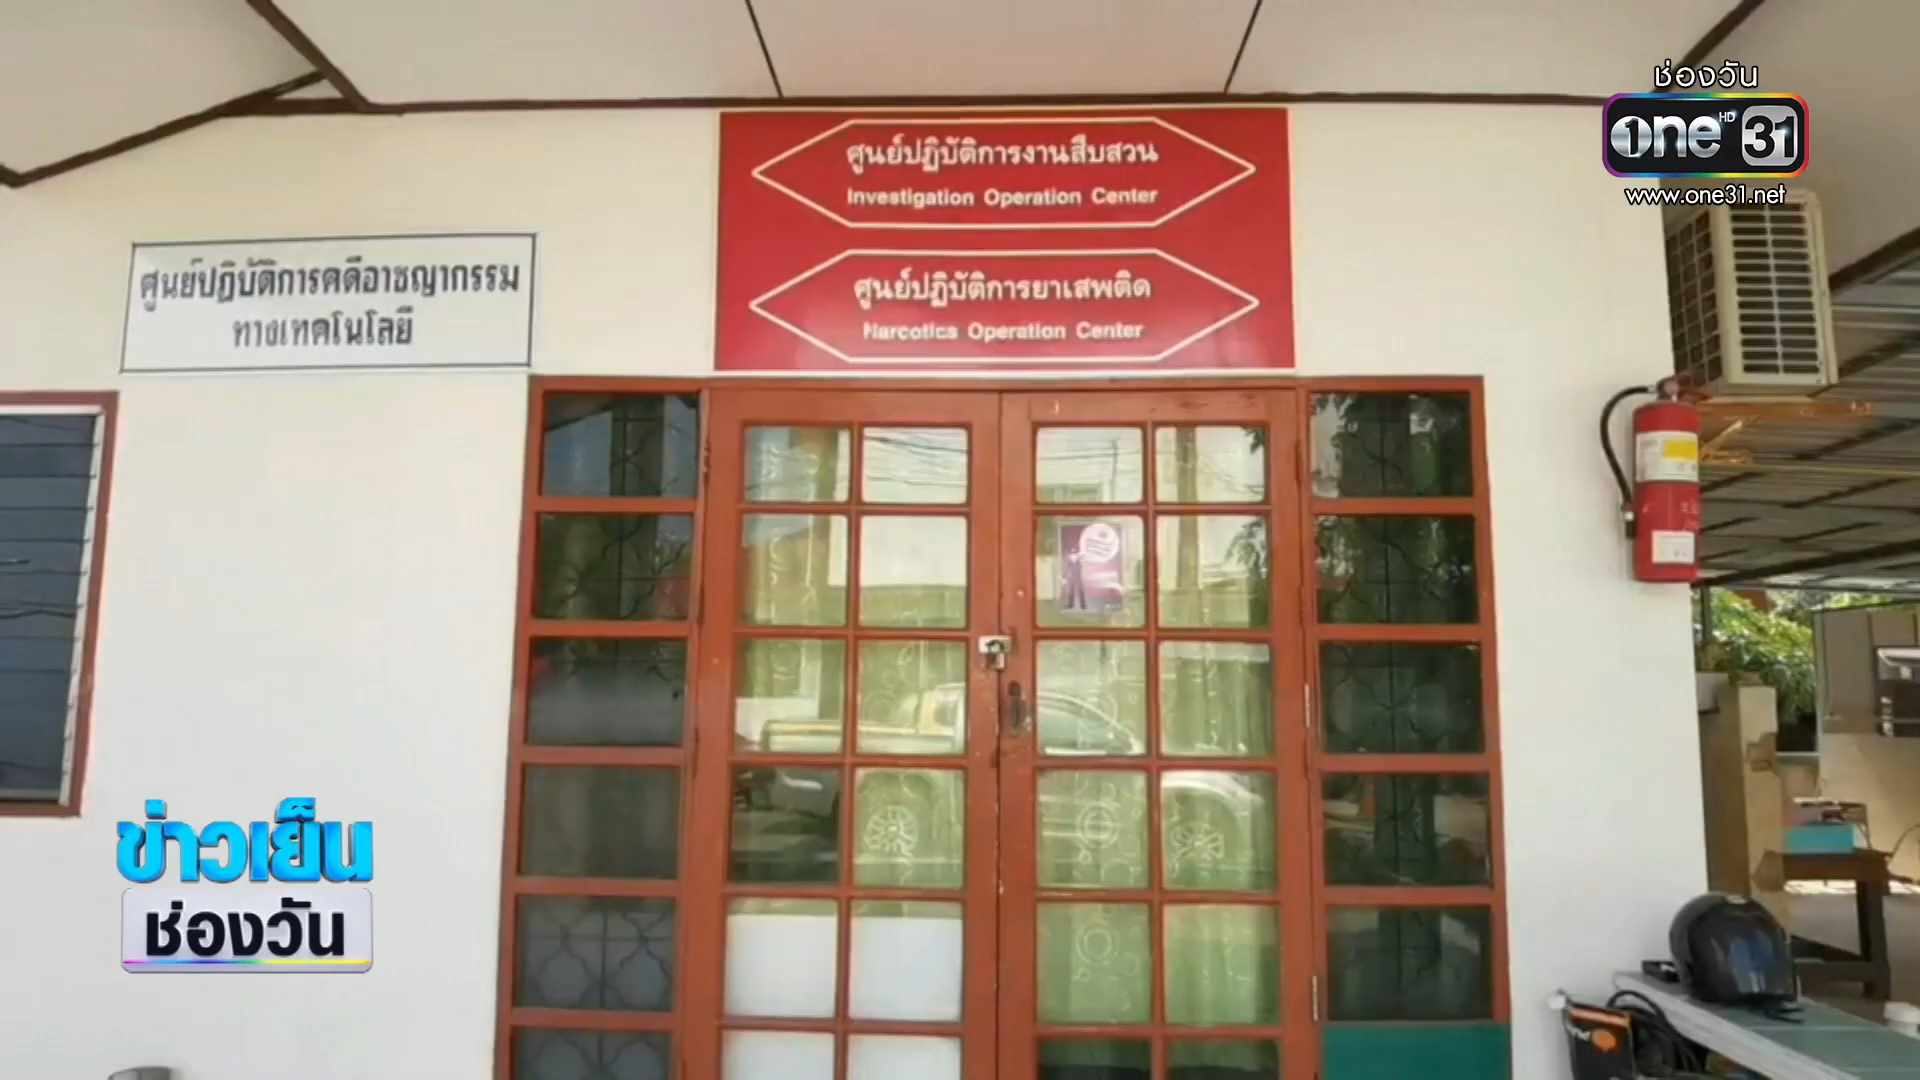 ช่องวัน
one HD 31
www.one31.net
ศูนย์ปฏิบัติการงานสืบสวน
Investigation Operation Center
ศูนย์ปฏิบัติการยาเสพติด
Narcotics Operation Center
ศูนย์ปฏิบัติการคดีอาชญากรรม
ทางเทคโนโลยี
ข่าวเย็น
ช่องวัน